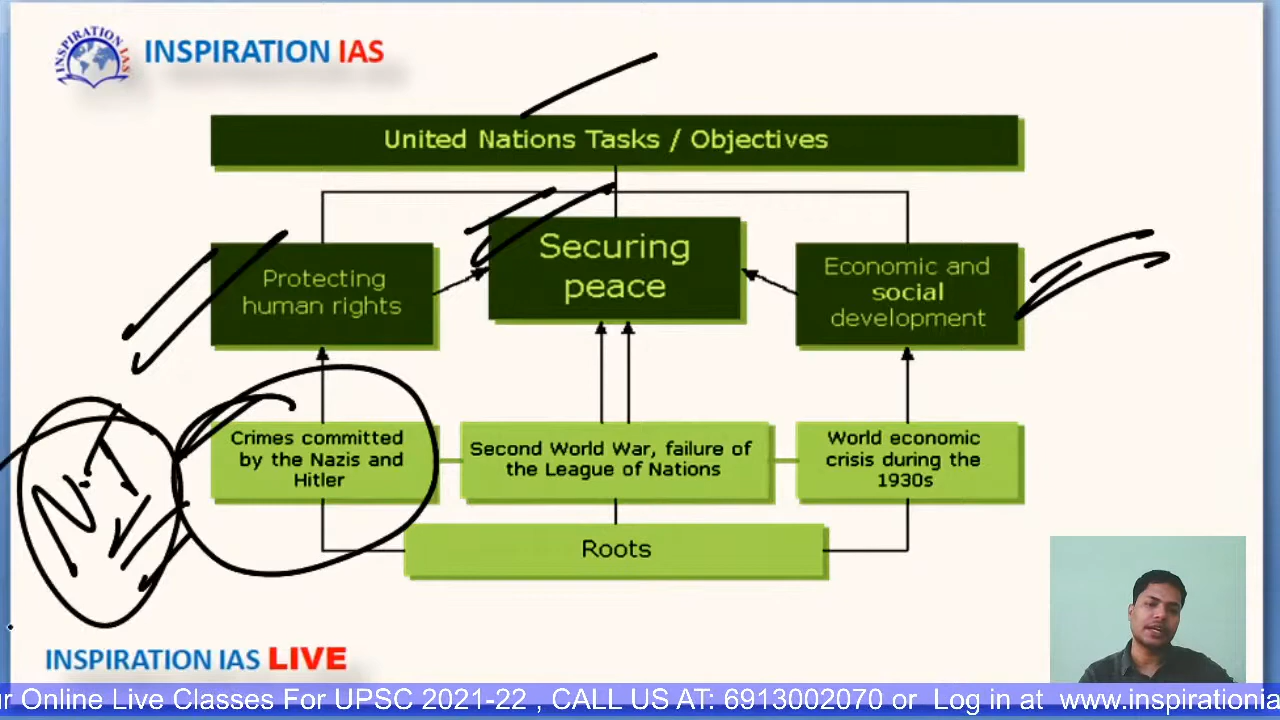 INSPIRATION IAS
INSPIRATION IAS
United Nations Tasks / Objectives
Protecting
human rights
Securing
peace
Economic and
social
development
Crimes committed
by the Nazis and
Hitler
Second World War, failure of
the League of Nations
World economic
crisis during the
1930s
Roots
INSPIRATION IAS LIVE
ur Online Live Classes For UPSC 2021-22 , CALL US AT: 6913002070 or Log in at www.inspirationia